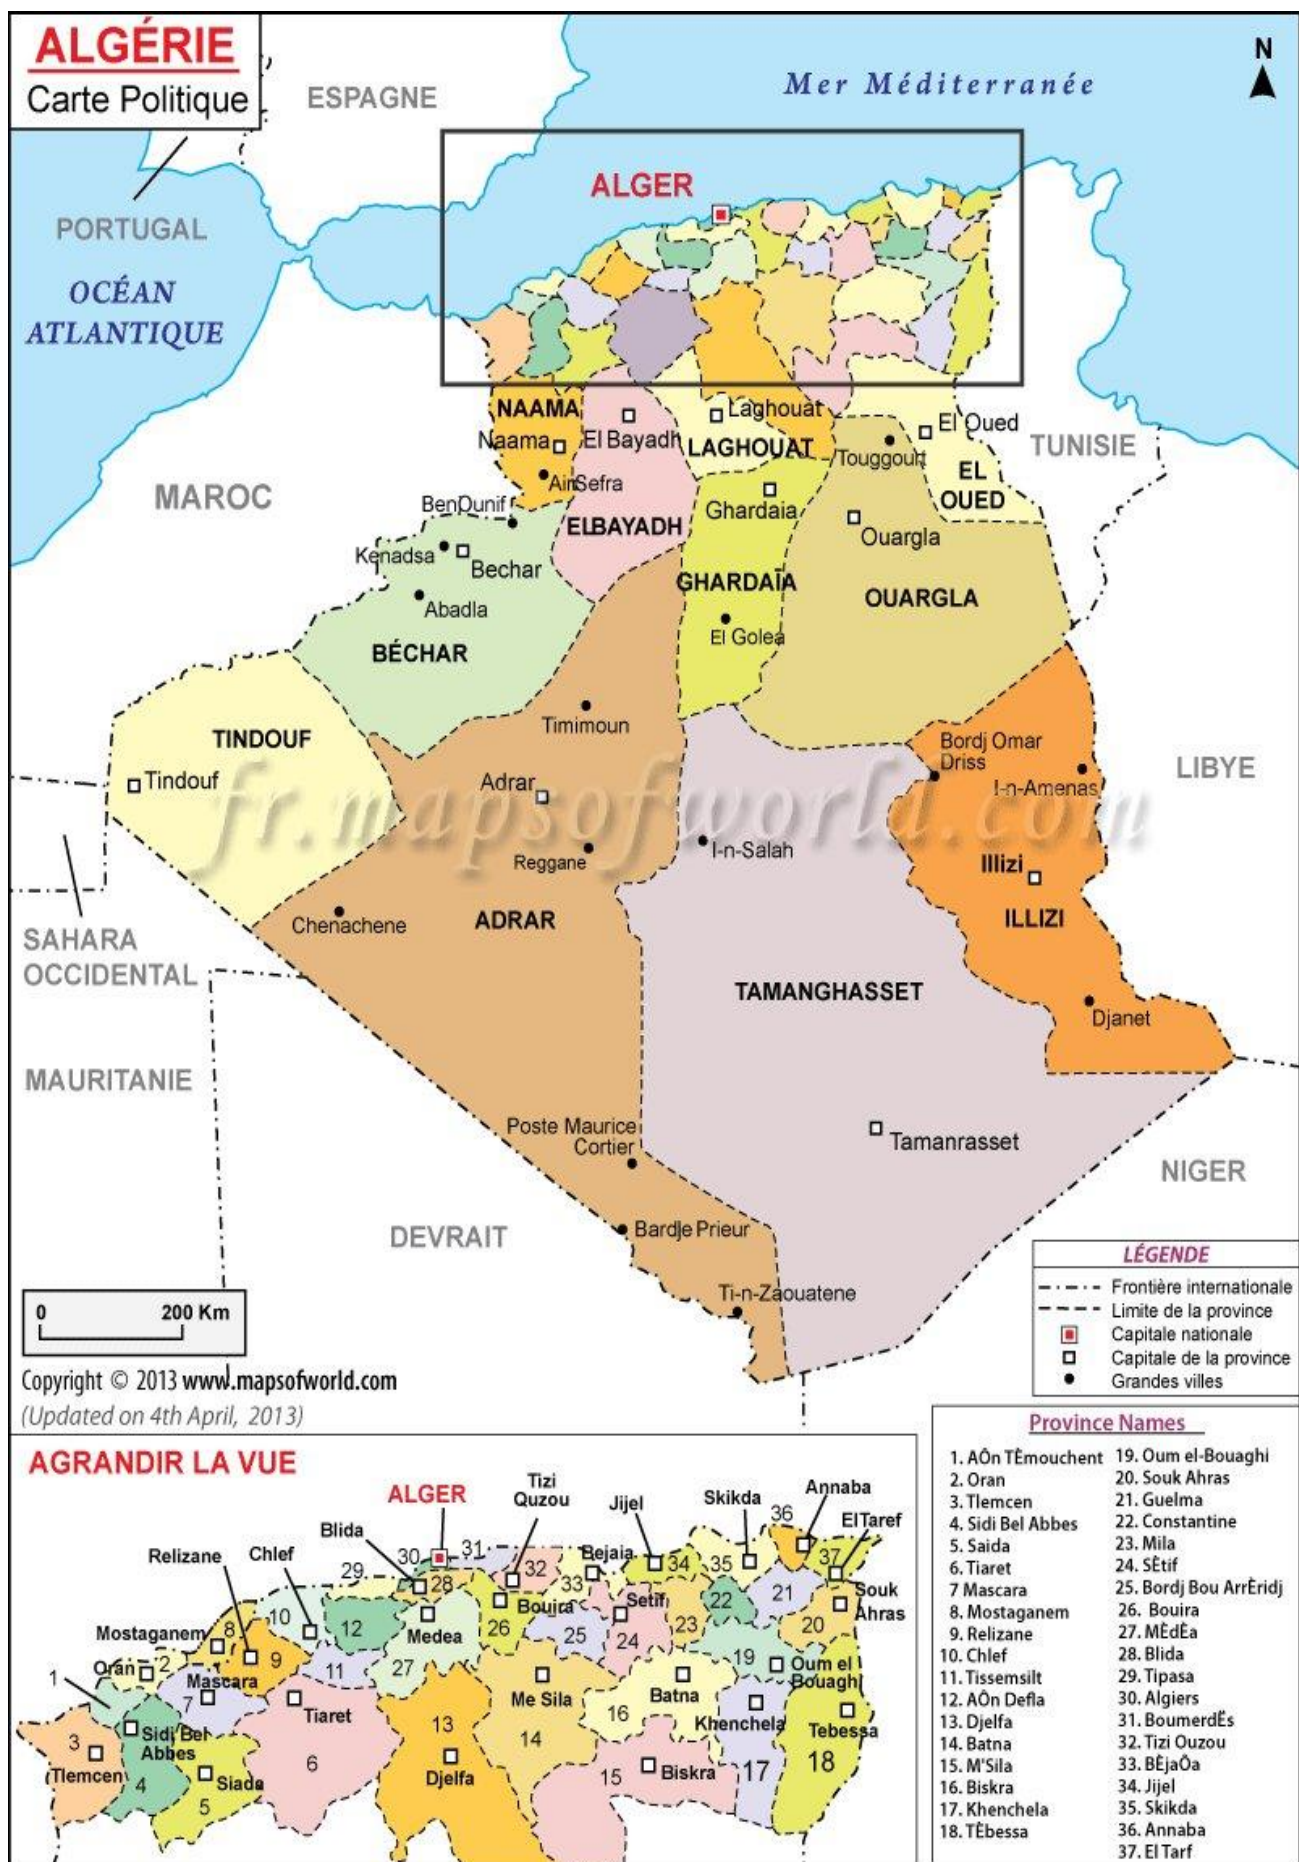 ALGÉRIE
Carte Politique
ESPAGNE
Mer Méditerranée
N
PORTUGAL
ALGER
OCÉAN
ATLANTIQUE
NAAMA
Naama
El Bayadh
Laghouat
LAGHOUAT
El Oued
Touggourt
TUNISIE
EL
OUED
MAROC
AinSefra
BenDunif
Ghardaia
ELBAYADH
Ouargla
Kenadsa
Bechar
GHARDAÏA
OUARGLA
Abadla
El Golea
BÉCHAR
Timimoun
TINDOUF
Tindouf
Adrar
Bordj Omar
Driss
I-n-Amenas
LIBYE
fr.mapsofworld.com
Reggane
I-n-Salah
Illizi
Chenachene
ADRAR
ILLIZI
SAHARA
OCCIDENTAL
TAMANGHASSET
Djanet
MAURITANIE
Poste Maurice
Cortier
Tamanrasset
NIGER
DEVRAIT
Bardje Prieur
Ti-n-Zaouatene
LÉGENDE
Frontière internationale
Limite de la province
Capitale nationale
Capitale de la province
Grandes villes
0 200 Km
Copyright © 2013 www.mapsofworld.com
(Updated on 4th April, 2013)
AGRANDIR LA VUE
ALGER
Tizi
Quzou
Jijel
Skikda
Annaba
36
ElTaref
Blida
Relizane
Chlef
29
30
31
28
32
Bejaia
33
34
35
37
Souk
Ahras
10
12
Medea
26
Bouira
Setif
22
21
20
Mostaganem
8
25
24
23
Oran
2
9
11
27
19
Oum el
Bouaghi
1
Mascara
7
Me Sila
Batna
Tiaret
16
Khenchela
Tebessa
Sidi Bel
Abbes
3
Tlemcen
13
14
4
Siada
5
6
Djelfa
15
Biskra
17
18
Province Names
1. AÔn TÈmouchent
2. Oran
3. Tlemcen
4. Sidi Bel Abbes
5. Saida
6. Tiaret
7 Mascara
8. Mostaganem
9. Relizane
10. Chlef
11. Tissemsilt
12. AÔn Defla
13. Djelfa
14. Batna
15. M'Sila
16. Biskra
17. Khenchela
18. TÈbessa
19. Oum el-Bouaghi
20. Souk Ahras
21. Guelma
22. Constantine
23. Mila
24. SÈtif
25. Bordj Bou ArrÈridj
26. Bouira
27. MÈdÈa
28. Blida
29. Tipasa
30. Algiers
31. BoumerdËs
32. Tizi Ouzou
33. BÈjaÔa
34. Jijel
35. Skikda
36. Annaba
37. El Tarf